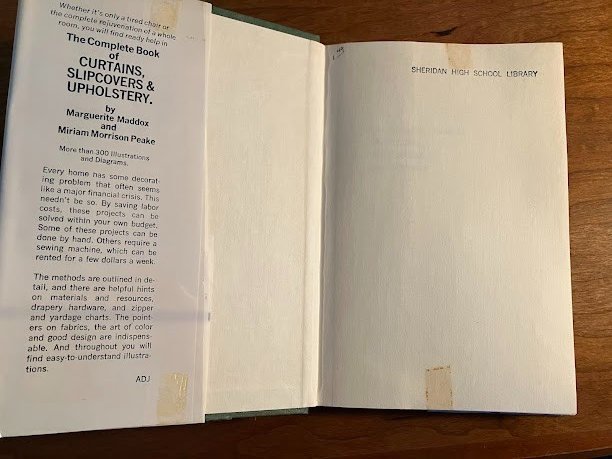 Whether it's only a tired chair or
the complete rejuvenation of a whole
room, you will find ready help in
The Complete Book
of
CURTAINS,
SLIPCOVERS &
UPHOLSTERY.
by
Marguerite Maddox
and
Miriam Morrison Peake
More than 300 Illustrations
and Diagrams.
Every home has some decorat-
ing problem that often seems
like a major financial crisis. This
needn't be so. By saving labor
costs, these projects can be
solved within your own budget.
Some of these projects can be
done by hand. Others require a
sewing machine, which can be
rented for a few dollars a week.
The methods are outlined in de-
tail, and there are helpful hints
on materials and resources,
drapery hardware, and zipper
and yardage charts. The point-
ers on fabrics, the art of color
and good design are indispens-
able. And throughout you will
find easy-to-understand illustra-
tions.
ADJ
SHERIDAN HIGH SCHOOL LIBRARY